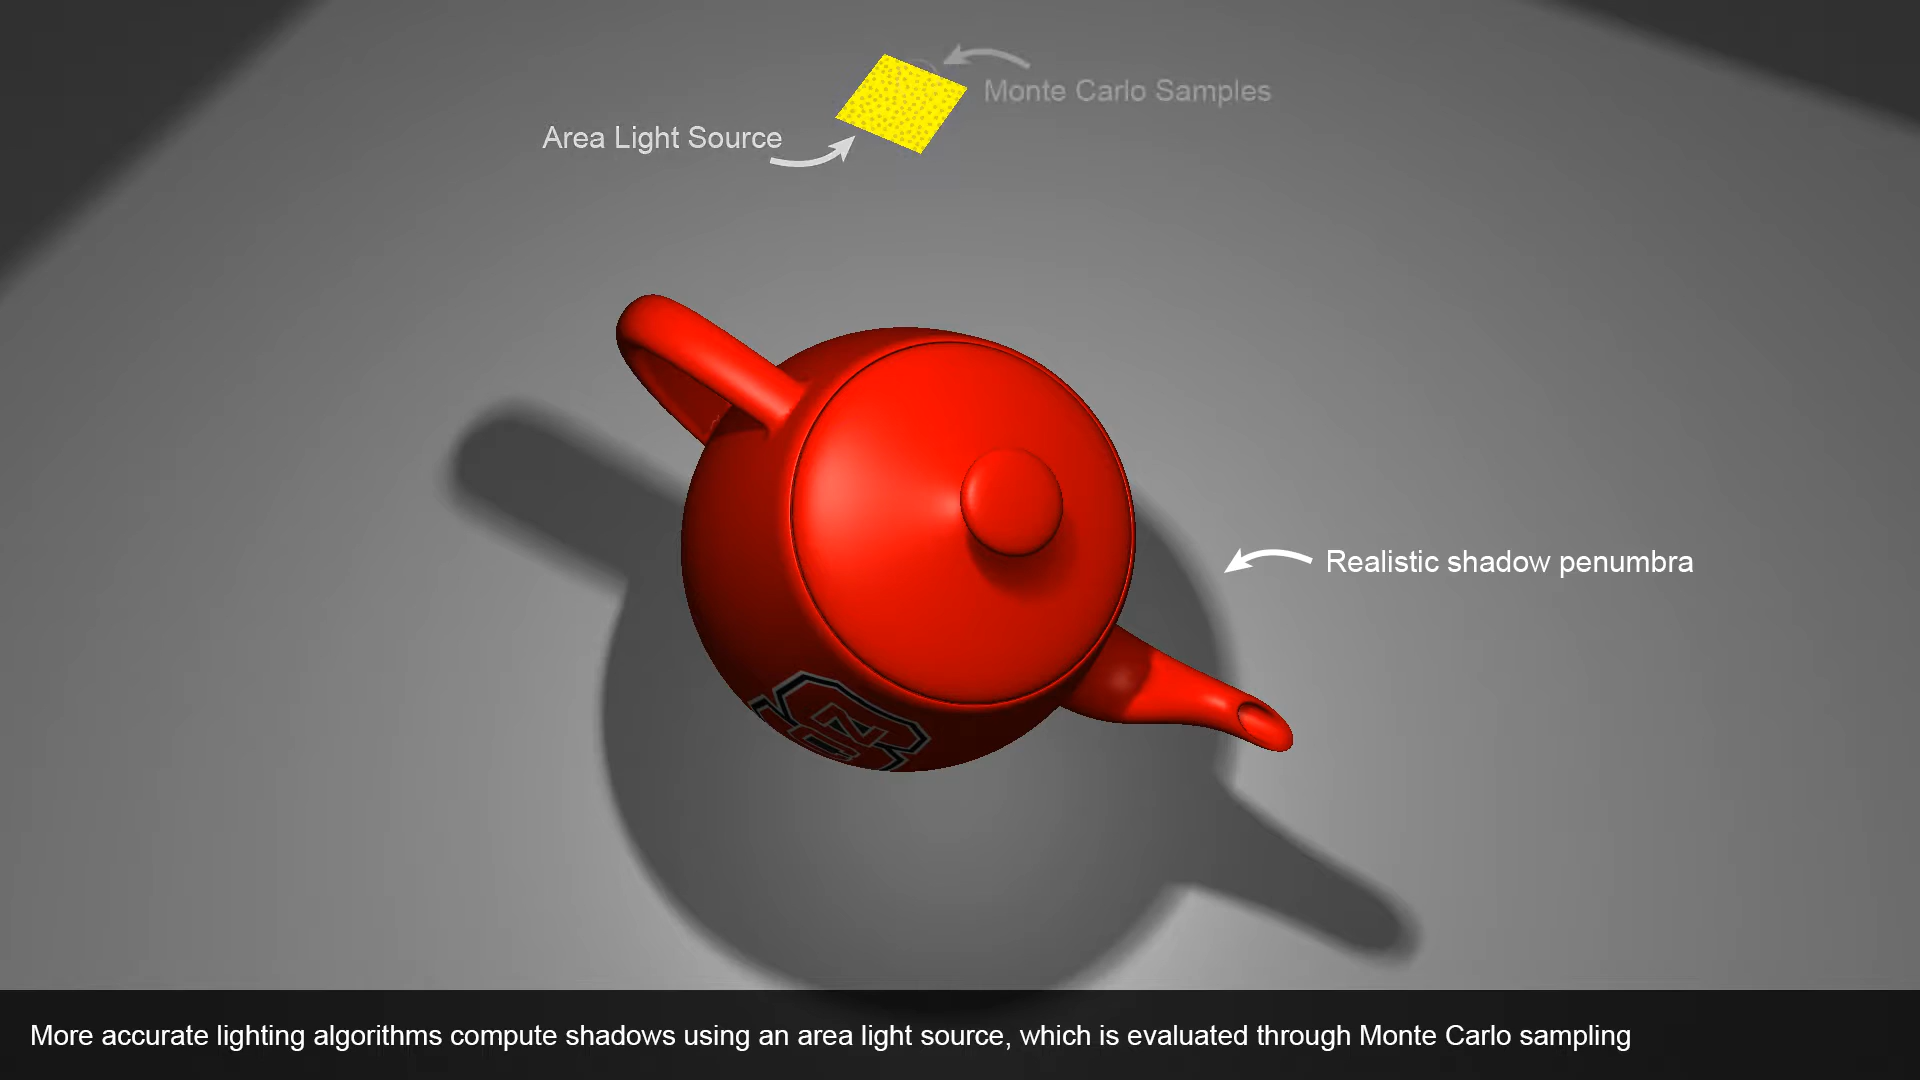 Monte Carlo Samples
Area Light Source
Realistic shadow penumbra
NC
More accurate lighting algorithms compute shadows using an area light source, which is evaluated through Monte Carlo sampling